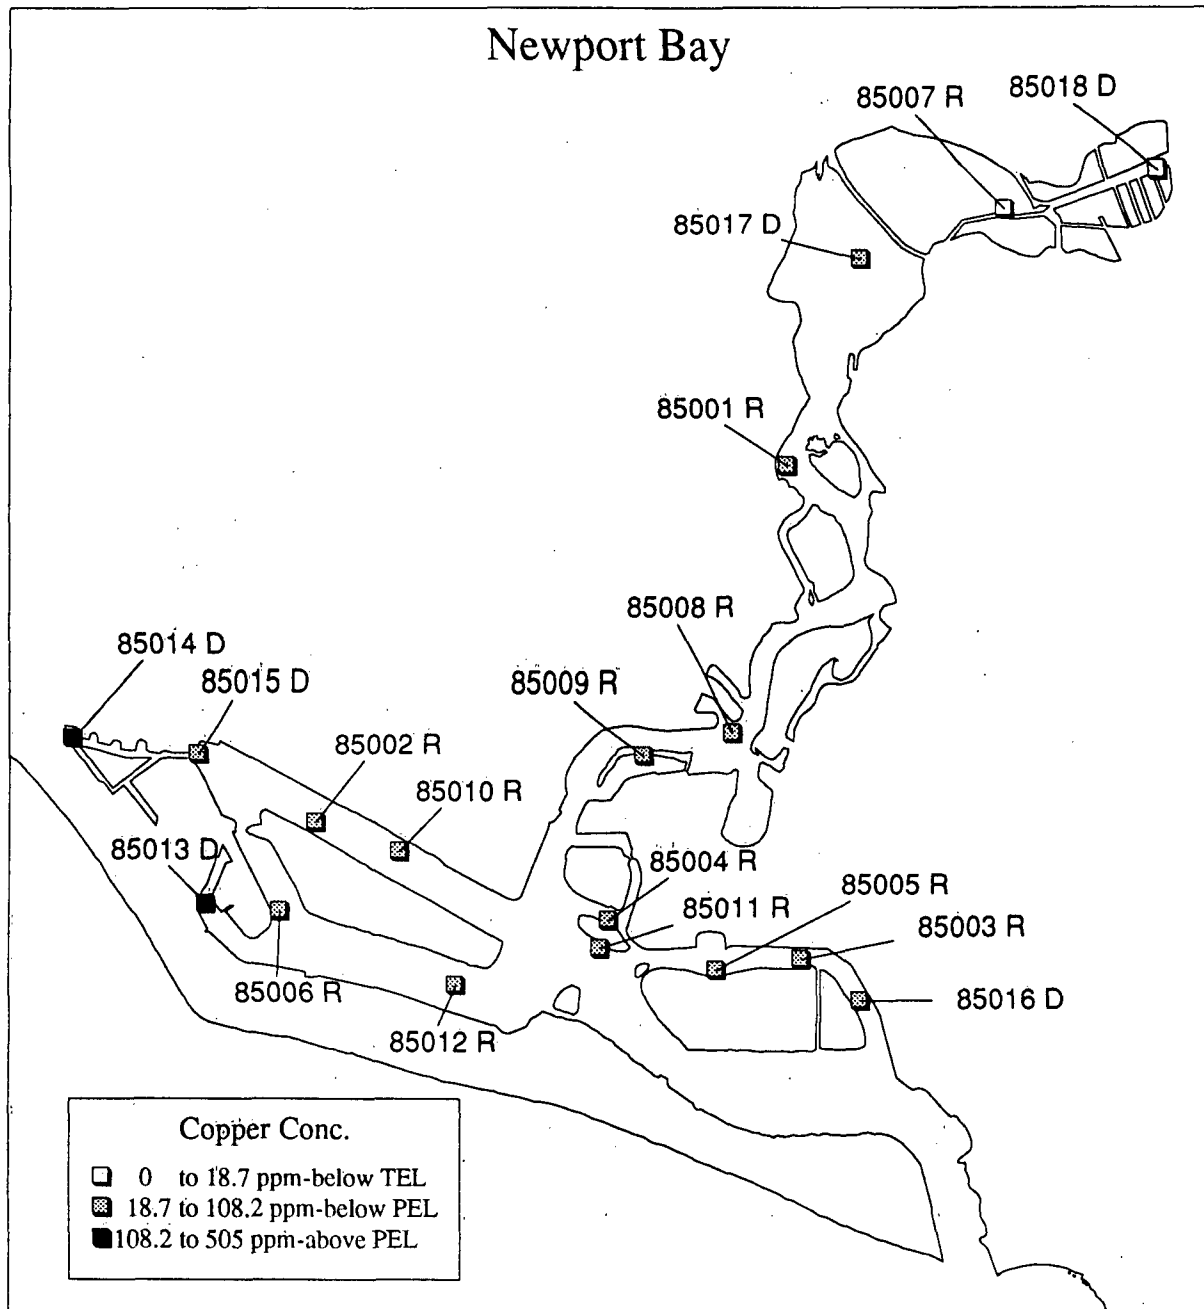 Newport Bay
85018 D
85007 R
85017 D
85001 R
85008 R
85014 D
85015 D
85009 R
85002 R
85010 R
85013 D
85004 R
85005 R
85011 R
85003 R
85006 R
85016 D
85012 R
Copper Conc.
0 to 18.7 ppm-below TEL
18.7 to 108.2 ppm-below PEL
108.2 to 505 ppm-above PEL